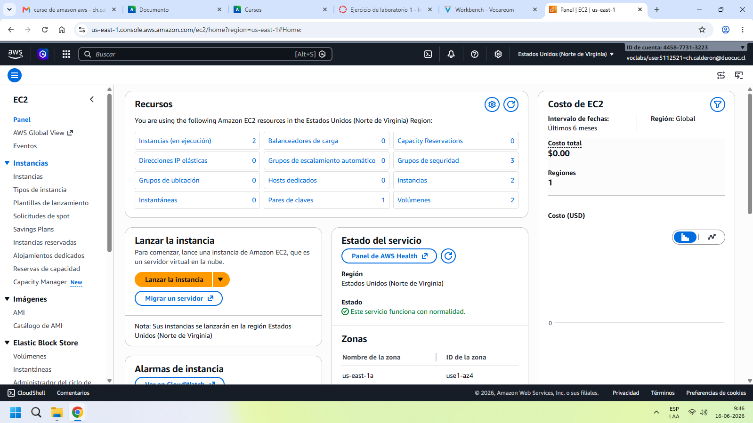 curso de amazon aws - ch.ca
Documento
Cursos
Ejercicio de laboratorio 1 - I
Workbench - Vocareum
Panel | EC2 | us-east-1
us-east-1.console.aws.amazon.com/ec2/home?region=us-east-1#Home:
aws
Buscar
[Alt+S]
Estados Unidos (Norte de Virginia)
ID de cuenta: 4458-7731-3223
voclabs/user5112521=ch.calderon@duocuc.cl
EC2
Panel
AWS Global View
Eventos
Instancias
Instancias
Tipos de instancia
Plantillas de lanzamiento
Solicitudes de spot
Savings Plans
Instancias reservadas
Alojamientos dedicados
Reservas de capacidad
Capacity Manager New
Imágenes
AMI
Catálogo de AMI
Elastic Block Store
Volúmenes
Instantáneas
Administrador del ciclo de
Recursos
You are using the following Amazon EC2 resources in the Estados Unidos (Norte de Virginia) Region:
Instancias (en ejecución) 2
Balanceadores de carga 0
Capacity Reservations 0
Direcciones IP elásticas 0
Grupos de escalamiento automático 0
Grupos de seguridad 3
Grupos de ubicación 0
Hosts dedicados 0
Instancias 2
Instantáneas 0
Pares de claves 1
Volúmenes 2
Lanzar la instancia
Para comenzar, lance una instancia de Amazon EC2, que es
un servidor virtual en la nube.
Lanzar la instancia
Migrar un servidor
Nota: Sus instancias se lanzarán en la región Estados
Unidos (Norte de Virginia)
Alarmas de instancia
Ver en CloudWatch
Estado del servicio
Panel de AWS Health
Región
Estados Unidos (Norte de Virginia)
Estado
Este servicio funciona con normalidad.
Zonas
Nombre de la zona
ID de la zona
us-east-1a
use1-az4
Costo de EC2
Intervalo de fechas:
Últimos 6 meses
Región: Global
Costo total
$0.00
Regiones
1
Costo (USD)
0
CloudShell
Comentarios
© 2026, Amazon Web Services, Inc. o sus filiales.
Privacidad
Términos
Preferencias de cookies
ESP
LAA
9:46
16-06-2026